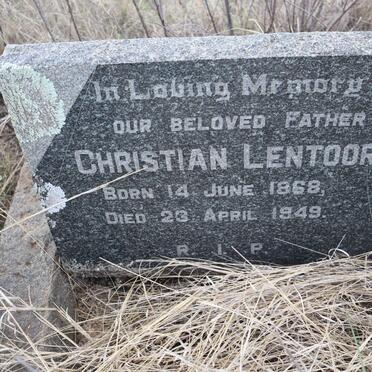 In Loving Memory
OUR BELOVED FATHER
CHRISTIAN LENTOOR
BORN 14 JUNE 1868,
DIED 23 APRIL 1949.
R. I. P.